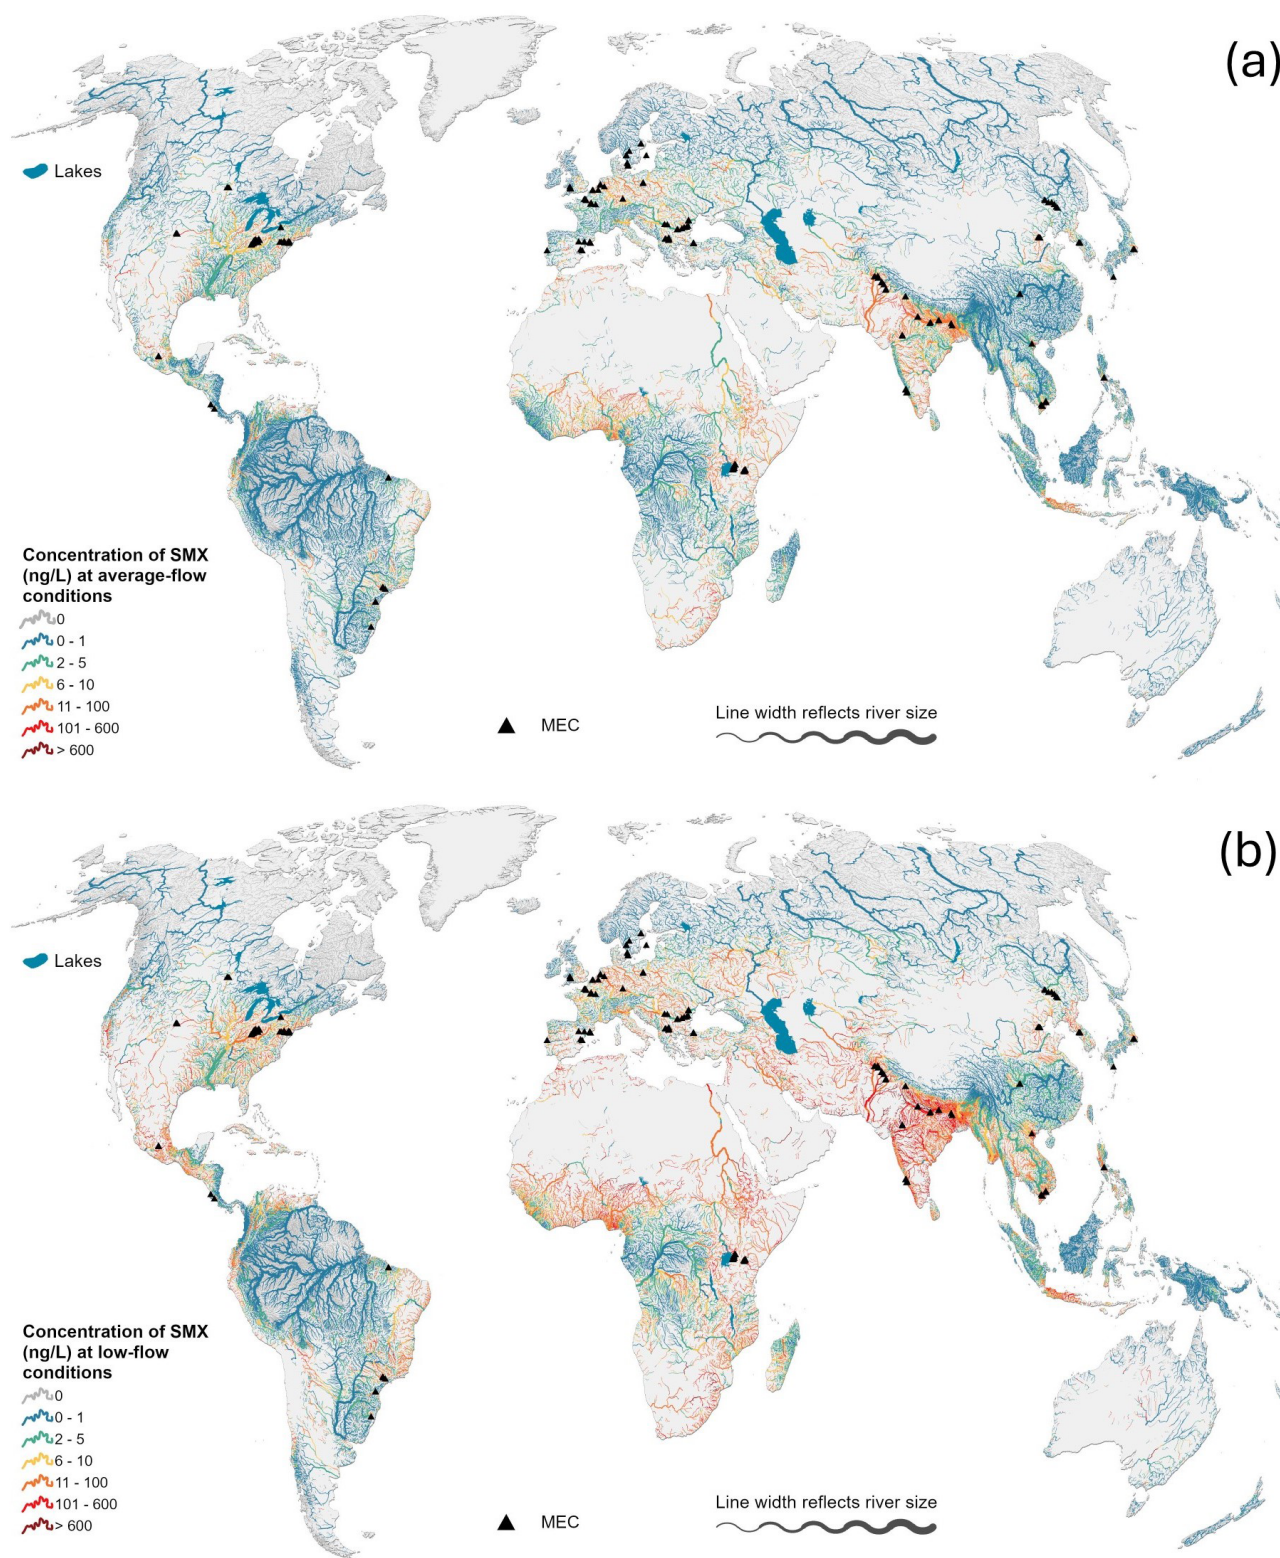 (a)
Lakes
Concentration of SMX
(ng/L) at average-flow
conditions
0
0 - 1
2 - 5
6 - 10
11 - 100
101 - 600
> 600
MEC
Line width reflects river size
(b)
Lakes
Concentration of SMX
(ng/L) at low-flow
conditions
0
0 - 1
2 - 5
6 - 10
11 - 100
101 - 600
> 600
MEC
Line width reflects river size